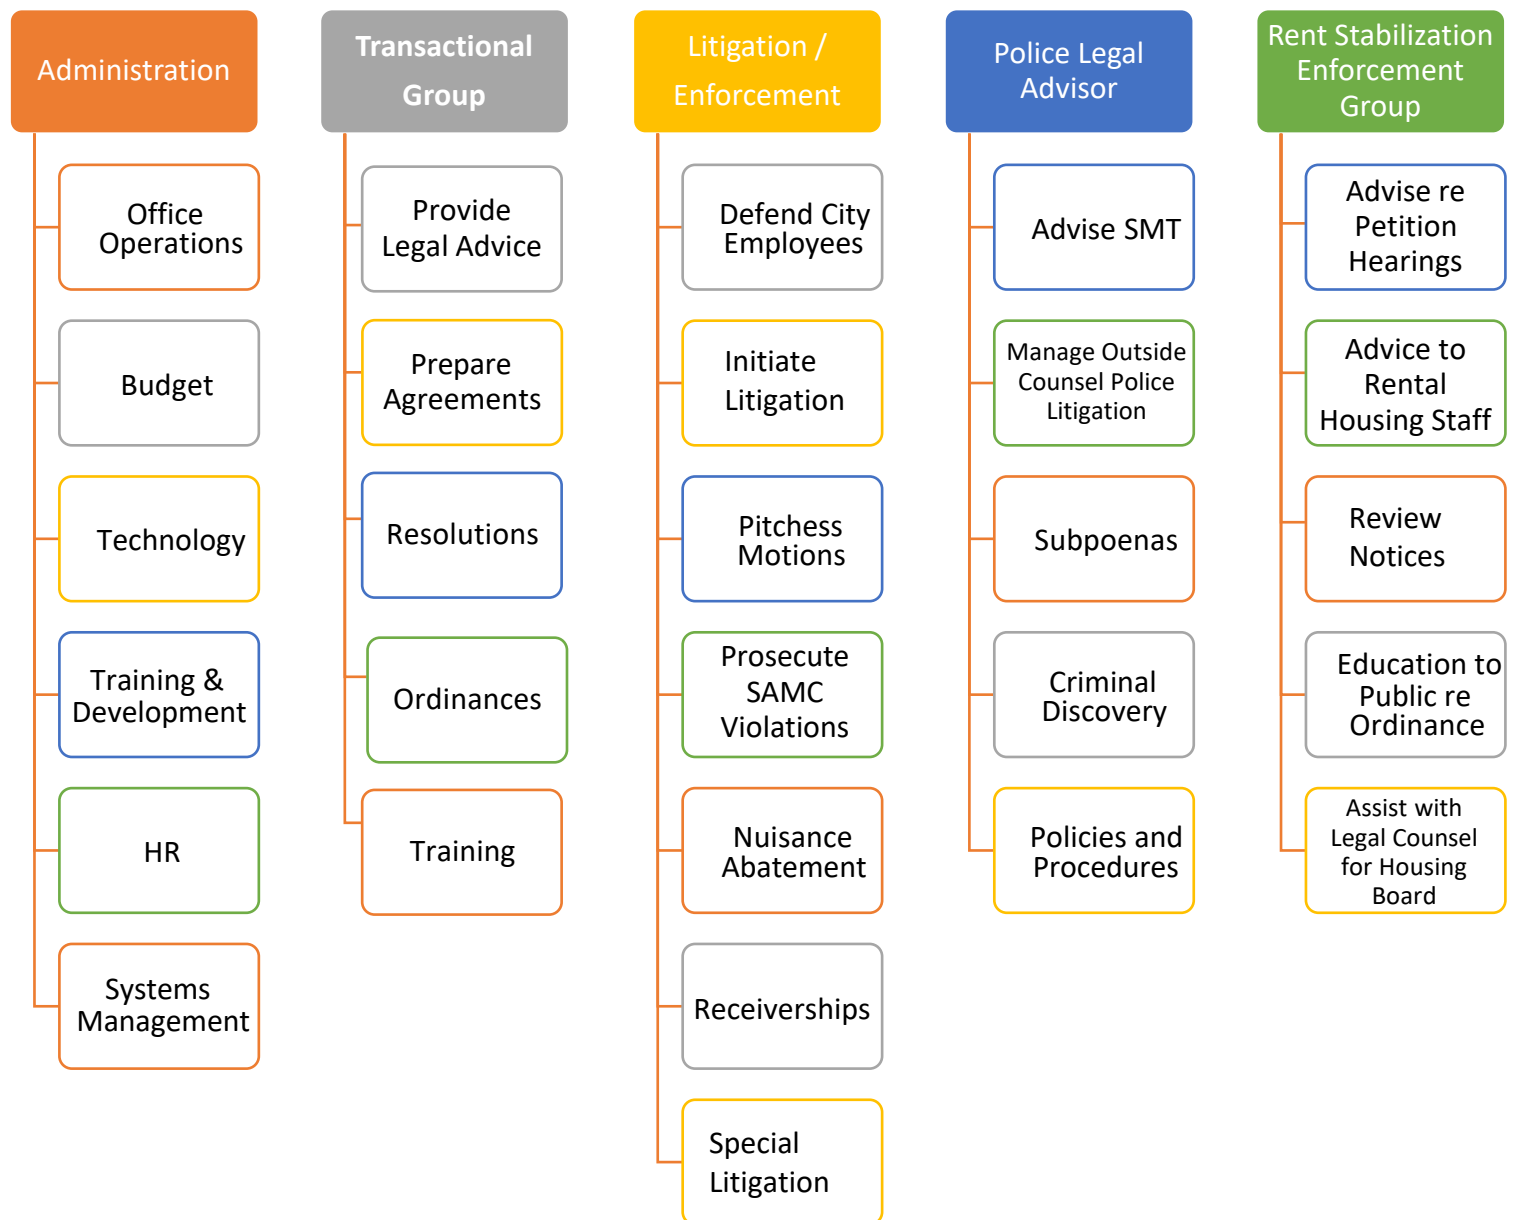 Administration
Office
Operations
Budget
Technology
Training &
Development
HR
Systems
Management
Transactional
Group
Provide
Legal Advice
Prepare
Agreements
Resolutions
Ordinances
Training
Litigation /
Enforcement
Defend City
Employees
Initiate
Litigation
Pitchess
Motions
Prosecute
SAMC
Violations
Nuisance
Abatement
Receiverships
Special
Litigation
Police Legal
Advisor
Advise SMT
Manage Outside
Counsel Police
Litigation
Subpoenas
Criminal
Discovery
Policies and
Procedures
Rent Stabilization
Enforcement
Group
Advise re
Petition
Hearings
Advice to
Rental
Housing Staff
Review
Notices
Education to
Public re
Ordinance
Assist with
Legal Counsel
for Housing
Board